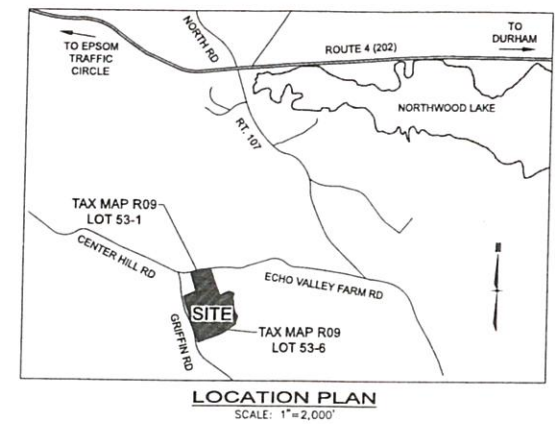 TO EPSOM
TRAFFIC
CIRCLE
NORTH RD
ROUTE 4 (202)
TO
DURHAM
NORTHWOOD LAKE
RT. 107
TAX MAP R09
LOT 53-1
CENTER HILL RD
ECHO VALLEY FARM RD
SITE
GRIFFIN RD
TAX MAP R09
LOT 53-6
LOCATION PLAN
SCALE: 1"=2,000'